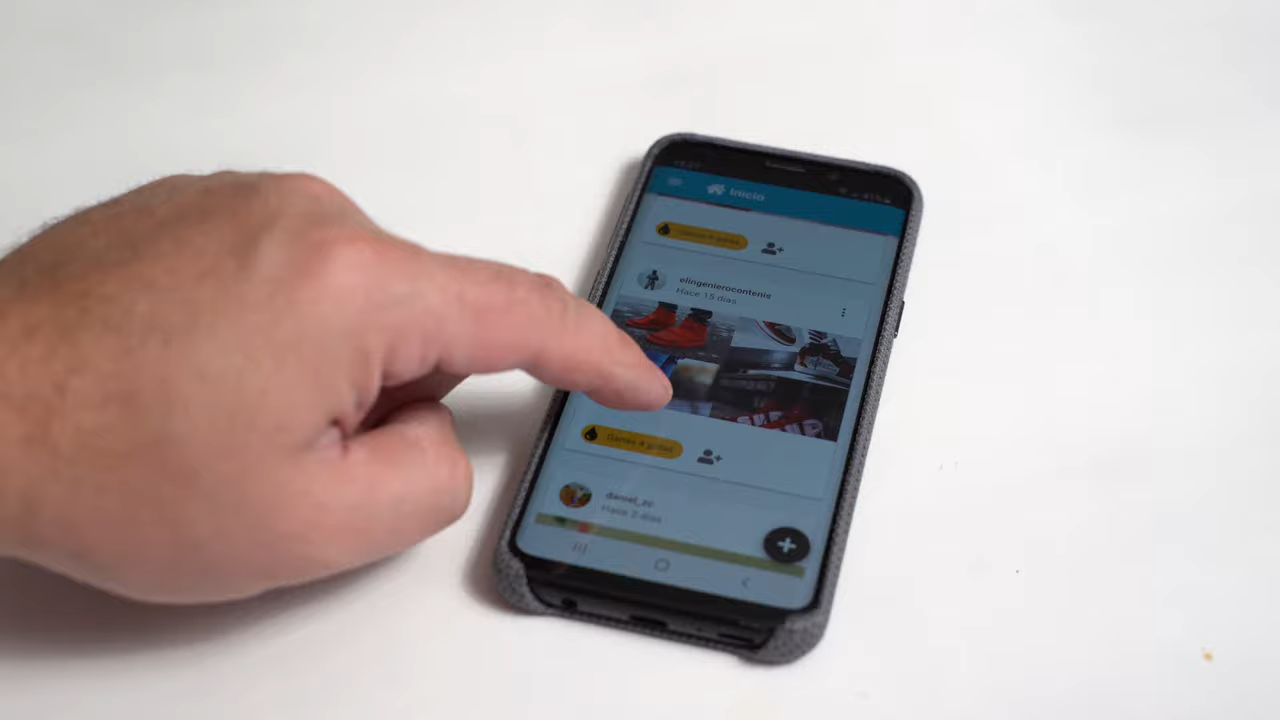 Inicio
elingenierocontenis
Hace 15 días
Ganas 4 gotas
daniel_zc
Hace 2 días